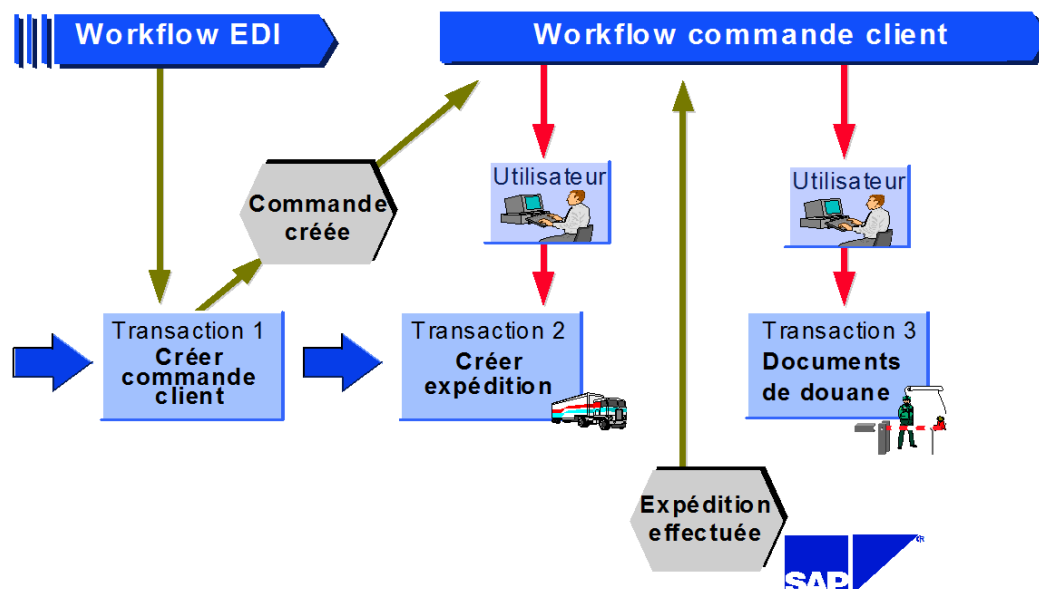 Workflow EDI
Workflow commande client
Utilisateur
Utilisateur
Commande
créée
Transaction 1
Créer
commande
client
Transaction 2
Créer
expédition
Transaction 3
Documents
de douane
Expédition
effectuée
SAP